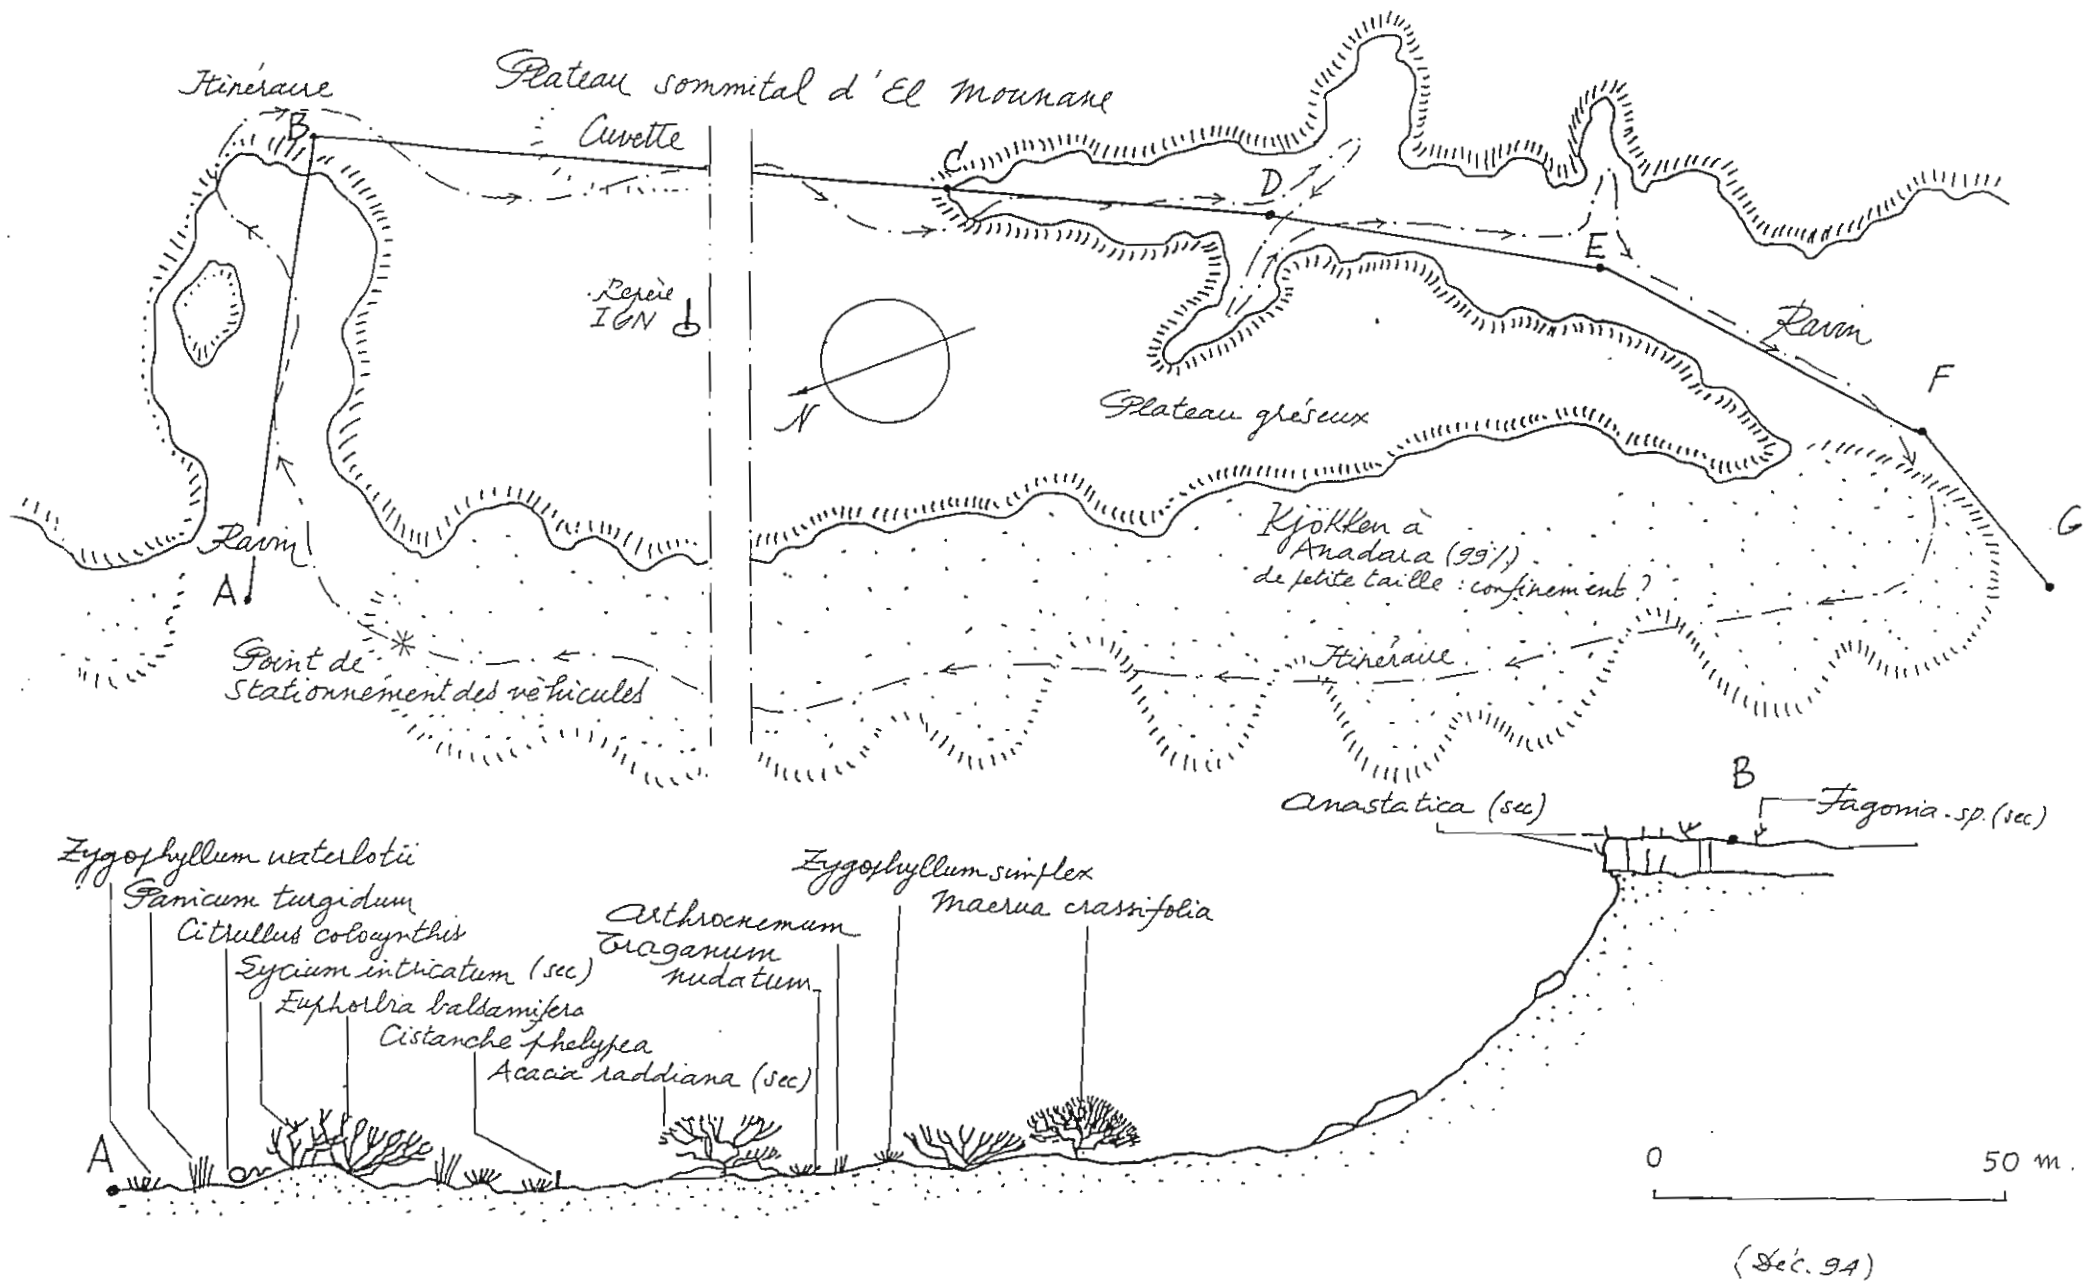 Itinéraire
Plateau sommital d'El Mounane
B
Cuvette
C
D
E
Repère
IGN
N
Ravin
F
Plateau gréseux
G
Ravin
A
Kjökken à
Anadara (99%)
de petite taille : confinement ?
Itinéraire
Point de
stationnement des véhicules
B
Anastatica (sec)
Fagonia sp. (sec)
Zygophyllum waterlotii
Panicum turgidum
Citrullus colocynthis
Lycium intricatum (sec)
Euphorbia balsamifera
Cistanche phelypea
Acacia raddiana (sec)
Arthrocnemum
Traganum
nudatum
Zygophyllum simplex
Maerua crassifolia
A
0 50 m.
(Déc. 94)